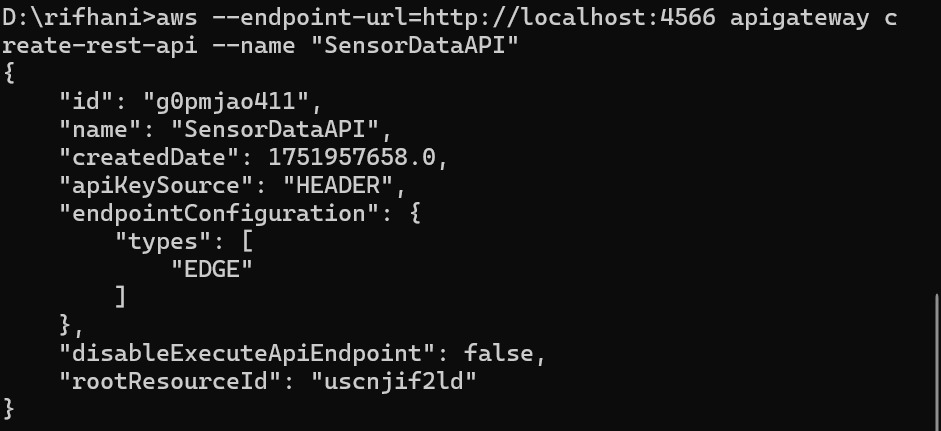 D:\rifhani>aws --endpoint-url=http://localhost:4566 apigateway c
reate-rest-api --name "SensorDataAPI"
{
    "id": "g0pmjao411",
    "name": "SensorDataAPI",
    "createdDate": 1751957658.0,
    "apiKeySource": "HEADER",
    "endpointConfiguration": {
        "types": [
            "EDGE"
        ]
    },
    "disableExecuteApiEndpoint": false,
    "rootResourceId": "uscnjif2ld"
}